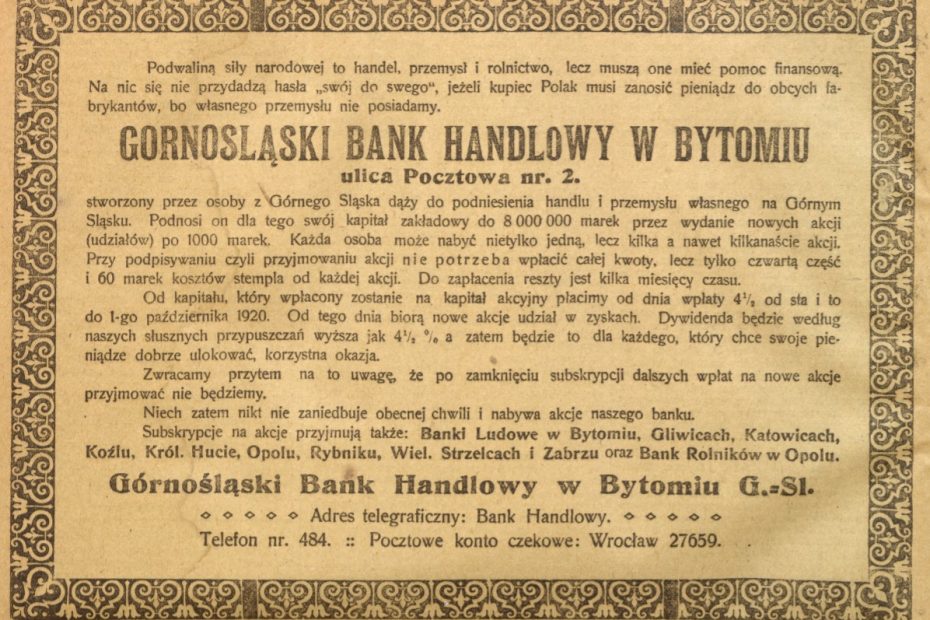 Podwaliną siły narodowej to handel, przemysł i rolnictwo, lecz muszą one mieć pomoc finansową.
Na nic się nie przydadzą hasła „swój do swego“, jeżeli kupiec Polak musi zanosić pieniądz do obcych fa-
brykantów, bo własnego przemysłu nie posiadamy.
GORNOSLĄSKI BANK HANDLOWY W BYTOMIU
ulica Pocztowa nr. 2.
stworzony przez osoby z Górnego Sląska dąży do podniesienia handlu i przemysłu własnego na Górnym
Sląsku. Podnosi on dla tego swój kapitał zakładowy do 8 000 000 marek przez wydanie nowych akcji
(udziałów) po 1000 marek. Każda osoba może nabyć nietylko jedną, lecz kilka a nawet kilkanaście akcji.
Przy podpisywaniu czyli przyjmowaniu akcji nie potrzeba wpłacić całej kwoty, lecz tylko czwartą część
i 60 marek kosztów stempla od każdej akcji. Do zapłacenia reszty jest kilka miesięcy czasu.
Od kapitału, który wpłacony zostanie na kapitał akcyjny płacimy od dnia wpłaty 4½ od sta i to
do 1-go października 1920. Od tego dnia biorą nowe akcje udział w zyskach. Dywidenda będzie według
naszych słusznych przypuszczań wyższa jak 4½ % a zatem będzie to dla każdego, który chce swoje pie-
niądze dobrze ulokować, korzystna okazja.
Zwracamy przytem na to uwagę, że po zamknięciu subskrypcji dalszych wpłat na nowe akcje
przyjmować nie będziemy.
Niech zatem nikt nie zaniedbuje obecnej chwili i nabywa akcje naszego banku.
Subskrypcje na akcje przyjmują także: Banki Ludowe w Bytomiu, Gliwicach, Katowicach,
Koźlu, Król. Hucie, Opolu, Rybniku, Wiel. Strzelcach i Zabrzu oraz Bank Rolników w Opolu.
Górnośląski Bank Handlowy w Bytomiu G.=Sl.
Adres telegraficzny: Bank Handlowy.
Telefon nr. 484. :: Pocztowe konto czekowe: Wrocław 27659.